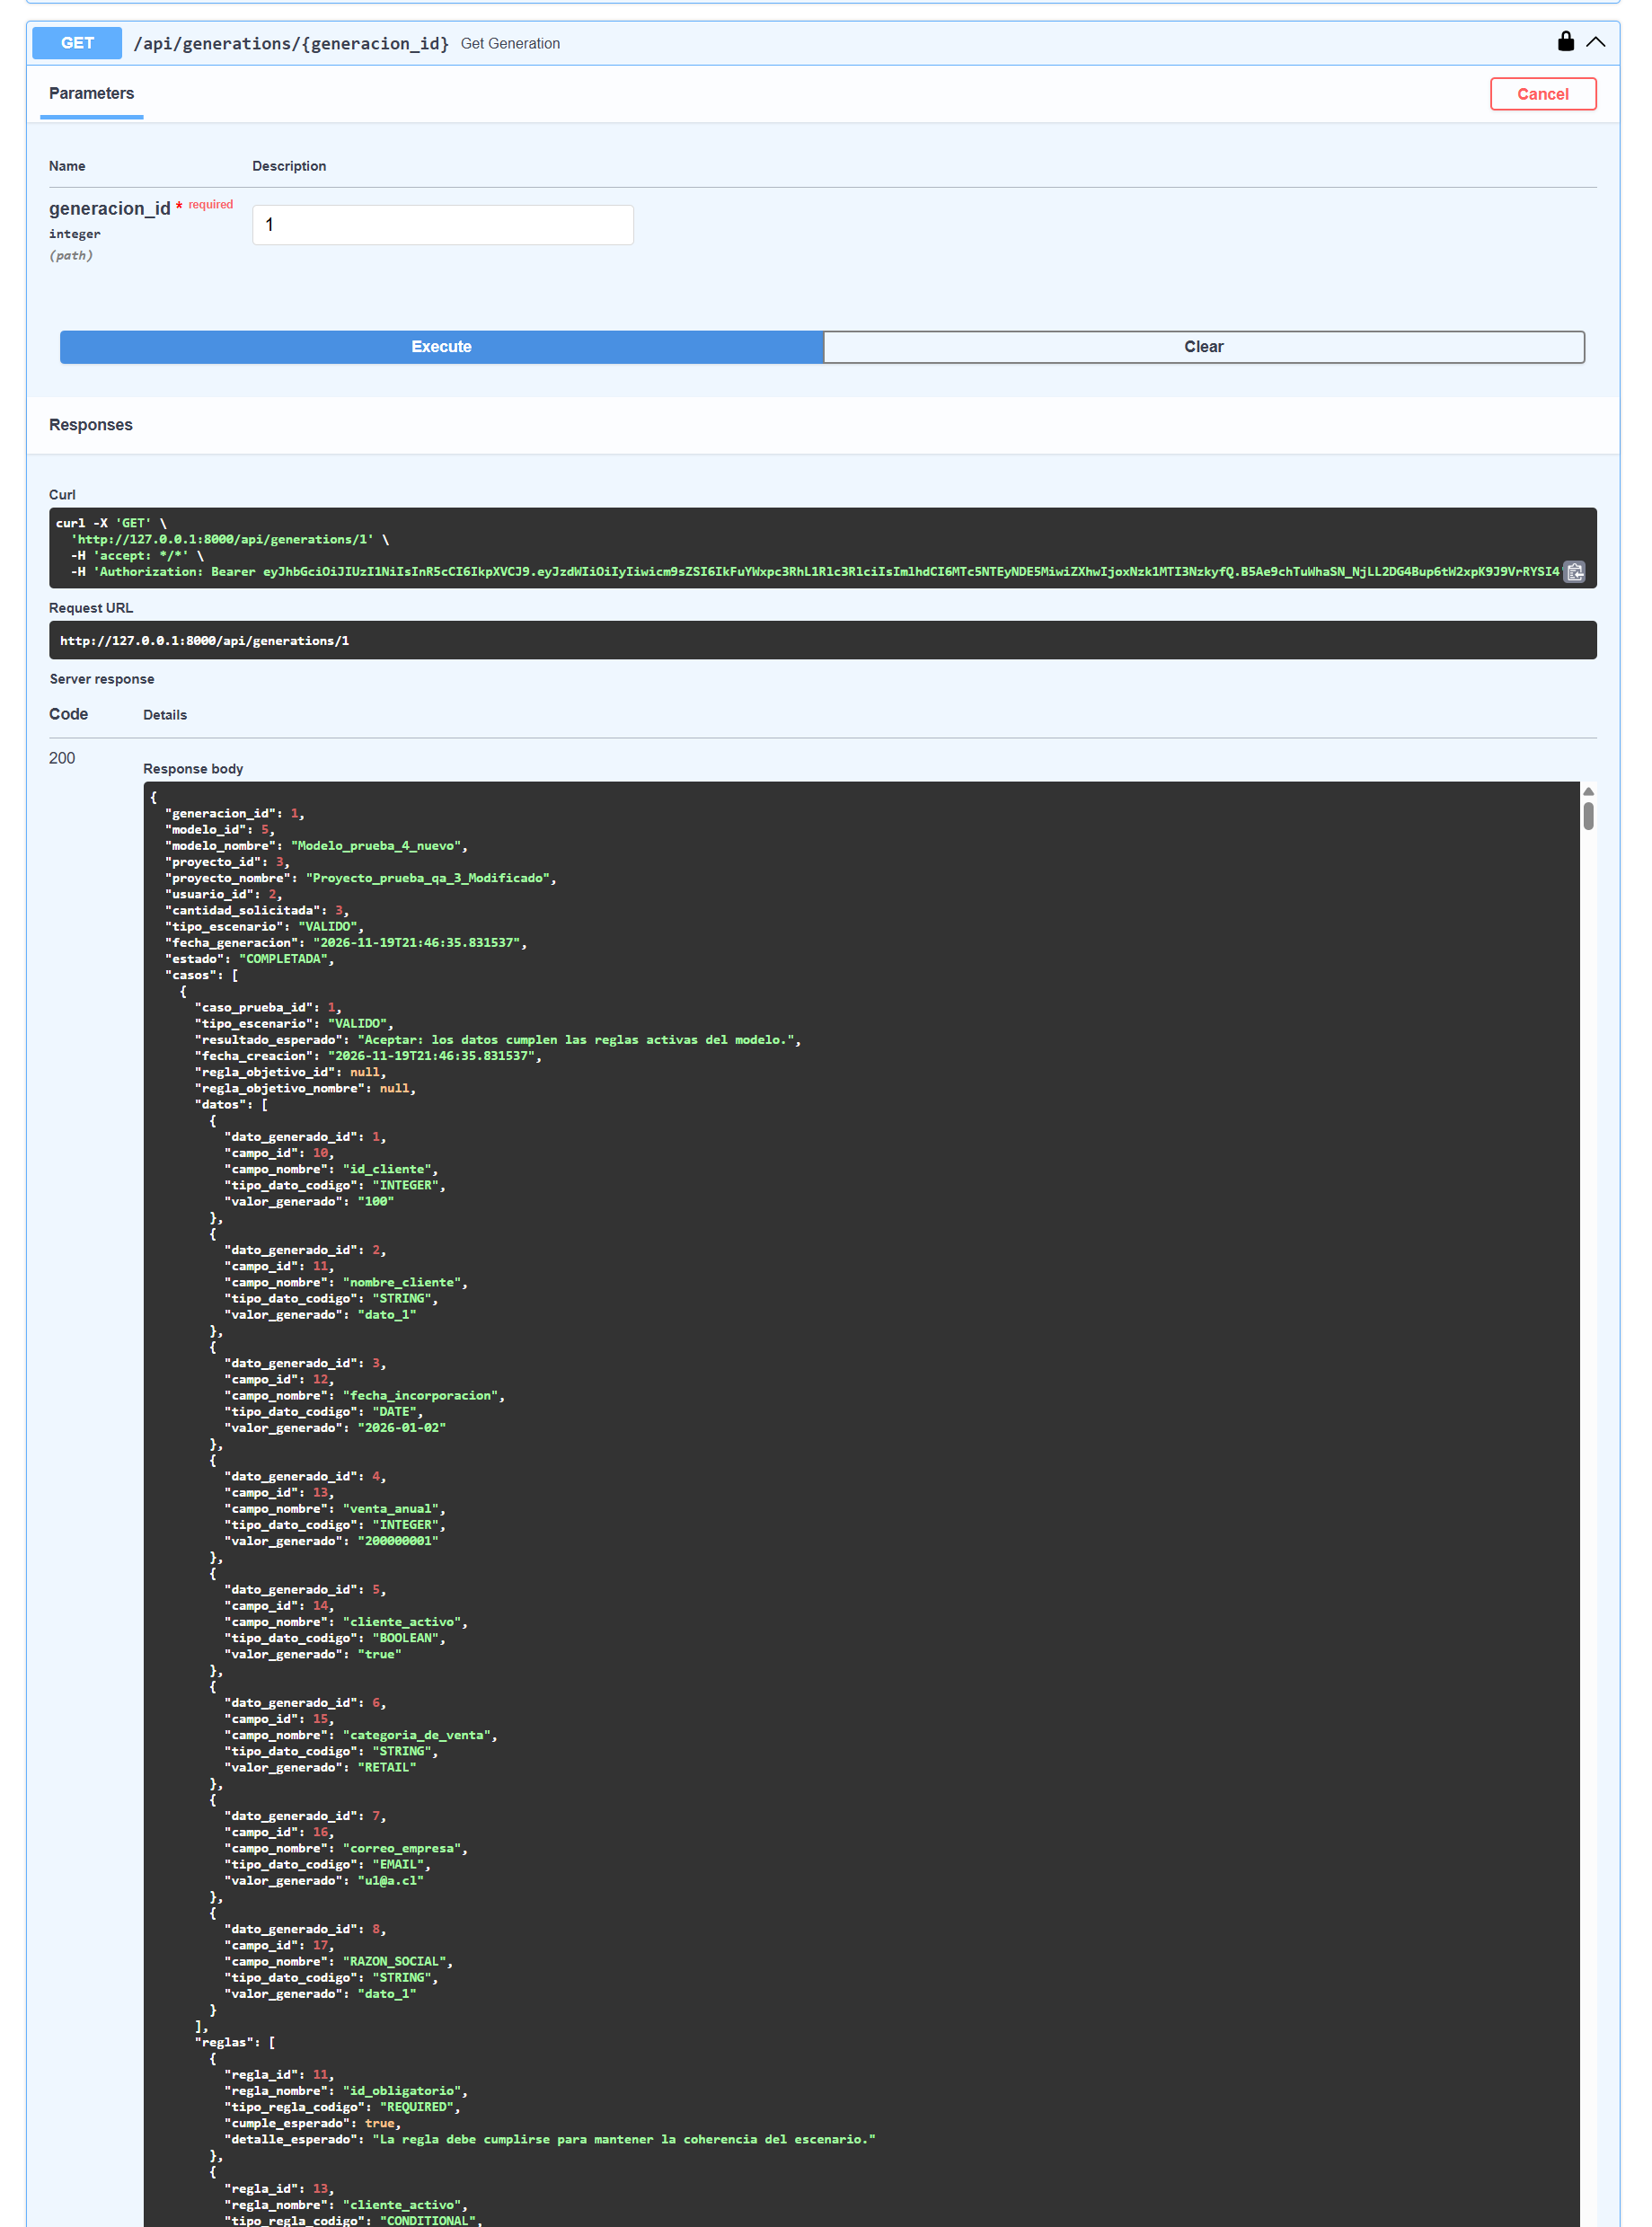 GET /api/generations/{generacion_id} Get Generation
Parameters
Cancel
Name Description
generacion_id * required
integer
(path)
1
Execute Clear
Responses
Curl
curl -X 'GET' \
'http://127.0.0.1:8000/api/generations/1' \
-H 'accept: */*' \
-H 'Authorization: Bearer eyJhbGciOiJIUzI1NiIsInR5cCI6IkpXVCJ9.eyJzdWIiOiIyIiwicm9sZSI6IkFuYWxpc3RhL1Rlc3RlciIsImlhdCI6MTc5NTEyNDE5MiwiZXhwIjoxNzk1MTI3NzkyfQ.B5Ae9chTuWhaSN_NjLL2DG4Bup6tW2xpK9J9VrRYSI4'
Request URL
http://127.0.0.1:8000/api/generations/1
Server response
Code Details
200
Response body
{
"generacion_id": 1,
"modelo_id": 5,
"modelo_nombre": "Modelo_prueba_4_nuevo",
"proyecto_id": 3,
"proyecto_nombre": "Proyecto_prueba_qa_3_Modificado",
"usuario_id": 2,
"cantidad_solicitada": 3,
"tipo_escenario": "VALIDO",
"fecha_generacion": "2026-11-19T21:46:35.831537",
"estado": "COMPLETADA",
"casos": [
{
"caso_prueba_id": 1,
"tipo_escenario": "VALIDO",
"resultado_esperado": "Aceptar: los datos cumplen las reglas activas del modelo.",
"fecha_creacion": "2026-11-19T21:46:35.831537",
"regla_objetivo_id": null,
"regla_objetivo_nombre": null,
"datos": [
{
"dato_generado_id": 1,
"campo_id": 10,
"campo_nombre": "id_cliente",
"tipo_dato_codigo": "INTEGER",
"valor_generado": "100"
},
{
"dato_generado_id": 2,
"campo_id": 11,
"campo_nombre": "nombre_cliente",
"tipo_dato_codigo": "STRING",
"valor_generado": "dato_1"
},
{
"dato_generado_id": 3,
"campo_id": 12,
"campo_nombre": "fecha_incorporacion",
"tipo_dato_codigo": "DATE",
"valor_generado": "2026-01-02"
},
{
"dato_generado_id": 4,
"campo_id": 13,
"campo_nombre": "venta_anual",
"tipo_dato_codigo": "INTEGER",
"valor_generado": "200000001"
},
{
"dato_generado_id": 5,
"campo_id": 14,
"campo_nombre": "cliente_activo",
"tipo_dato_codigo": "BOOLEAN",
"valor_generado": "true"
},
{
"dato_generado_id": 6,
"campo_id": 15,
"campo_nombre": "categoria_de_venta",
"tipo_dato_codigo": "STRING",
"valor_generado": "RETAIL"
},
{
"dato_generado_id": 7,
"campo_id": 16,
"campo_nombre": "correo_empresa",
"tipo_dato_codigo": "EMAIL",
"valor_generado": "u1@a.cl"
},
{
"dato_generado_id": 8,
"campo_id": 17,
"campo_nombre": "RAZON_SOCIAL",
"tipo_dato_codigo": "STRING",
"valor_generado": "dato_1"
}
],
"reglas": [
{
"regla_id": 11,
"regla_nombre": "id_obligatorio",
"tipo_regla_codigo": "REQUIRED",
"cumple_esperado": true,
"detalle_esperado": "La regla debe cumplirse para mantener la coherencia del escenario."
},
{
"regla_id": 13,
"regla_nombre": "cliente_activo",
"tipo_regla_codigo": "CONDITIONAL",